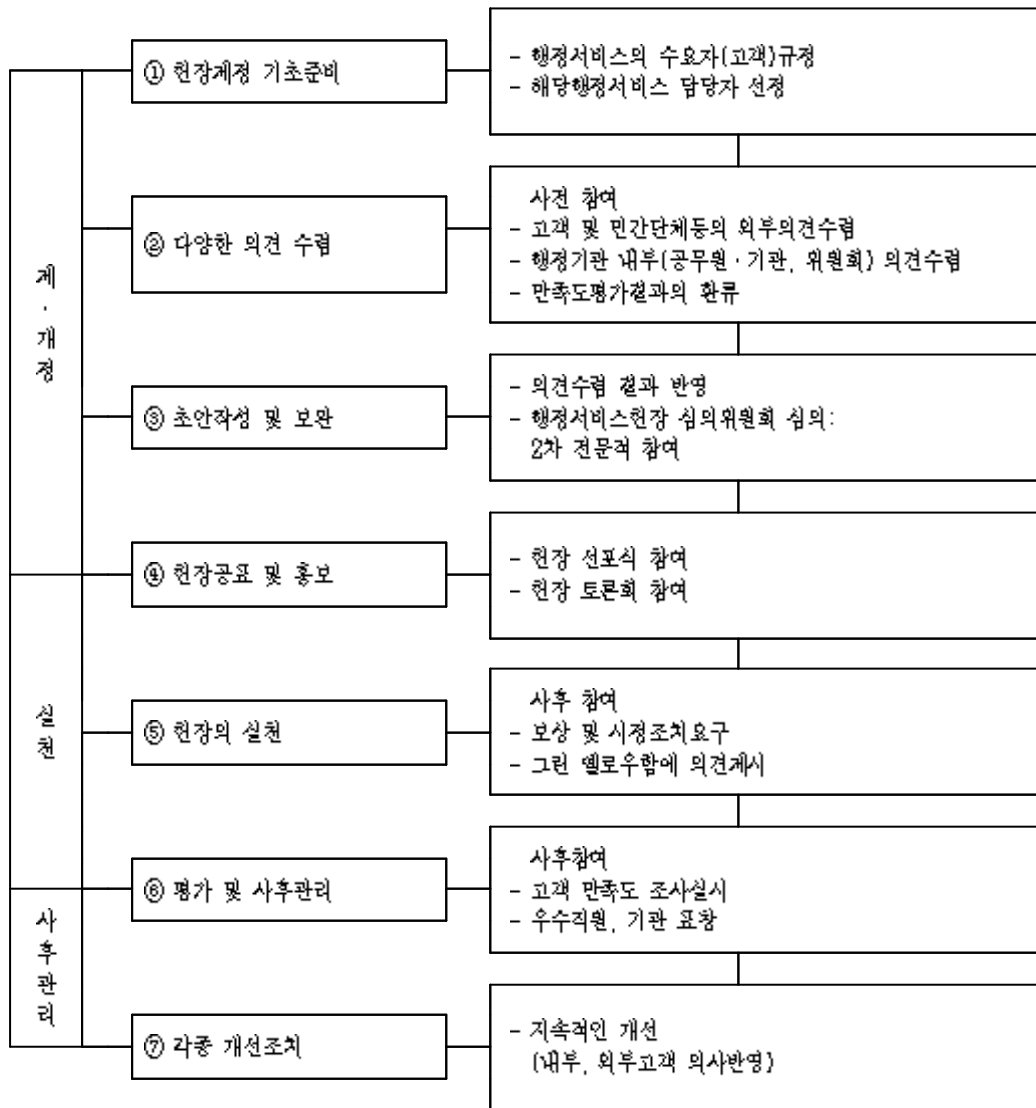 제·개정
① 헌장제정 기초준비
- 행정서비스의 수요자(고객)규정
- 해당행정서비스 담당자 선정
② 다양한 의견 수렴
사전 참여
- 고객 및 민간단체등의 외부의견수렴
- 행정기관 내부(공무원·기관, 위원회) 의견수렴
- 만족도평가결과의 환류
③ 초안작성 및 보완
- 의견수렴 결과 반영
- 행정서비스헌장 심의위원회 심의:
2차 전문적 참여
실천
④ 헌장공표 및 홍보
- 헌장 선포식 참여
- 헌장 토론회 참여
⑤ 헌장의 실천
사후 참여
- 보상 및 시정조치요구
- 그린 옐로우함에 의견제시
사후관리
⑥ 평가 및 사후관리
사후참여
- 고객 만족도 조사실시
- 우수직원, 기관 표창
⑦ 각종 개선조치
- 지속적인 개선
(내부, 외부고객 의사반영)